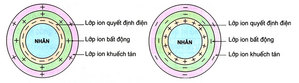 NHÂN
Lớp ion quyết định điện
Lớp ion bất động
Lớp ion khuếch tán
NHÂN
Lớp ion quyết định điện
Lớp ion bất động
Lớp ion khuếch tán